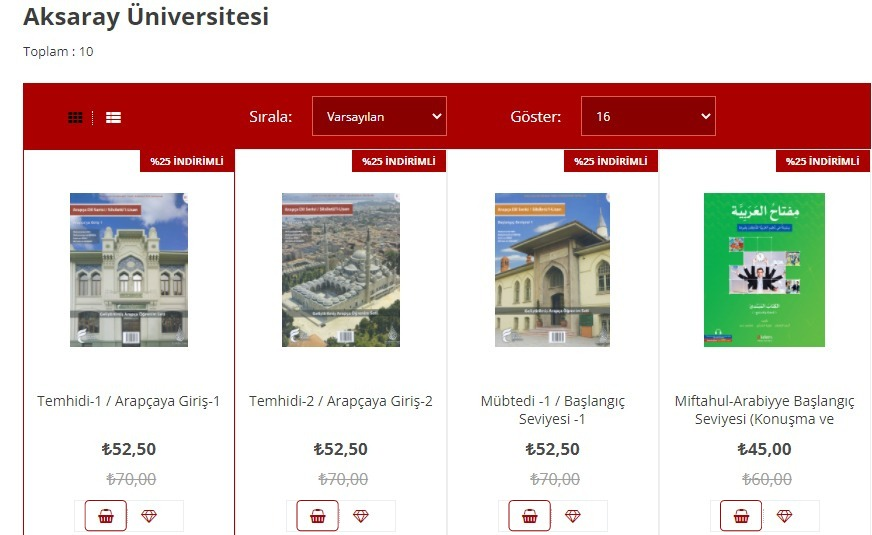 Aksaray Üniversitesi
Toplam : 10
Sırala:
Varsayılan
Göster:
16
%25 İNDİRİMLİ
%25 İNDİRİMLİ
%25 İNDİRİMLİ
%25 İNDİRİMLİ
مفتاح العربية
Temhidi-1 / Arapçaya Giriş-1
Temhidi-2 / Arapçaya Giriş-2
Mübtedi -1 / Başlangıç
Seviyesi -1
Miftahul-Arabiyye Başlangıç
Seviyesi (Konuşma ve
₺52,50
₺52,50
₺52,50
₺45,00
₺70,00
₺70,00
₺70,00
₺60,00